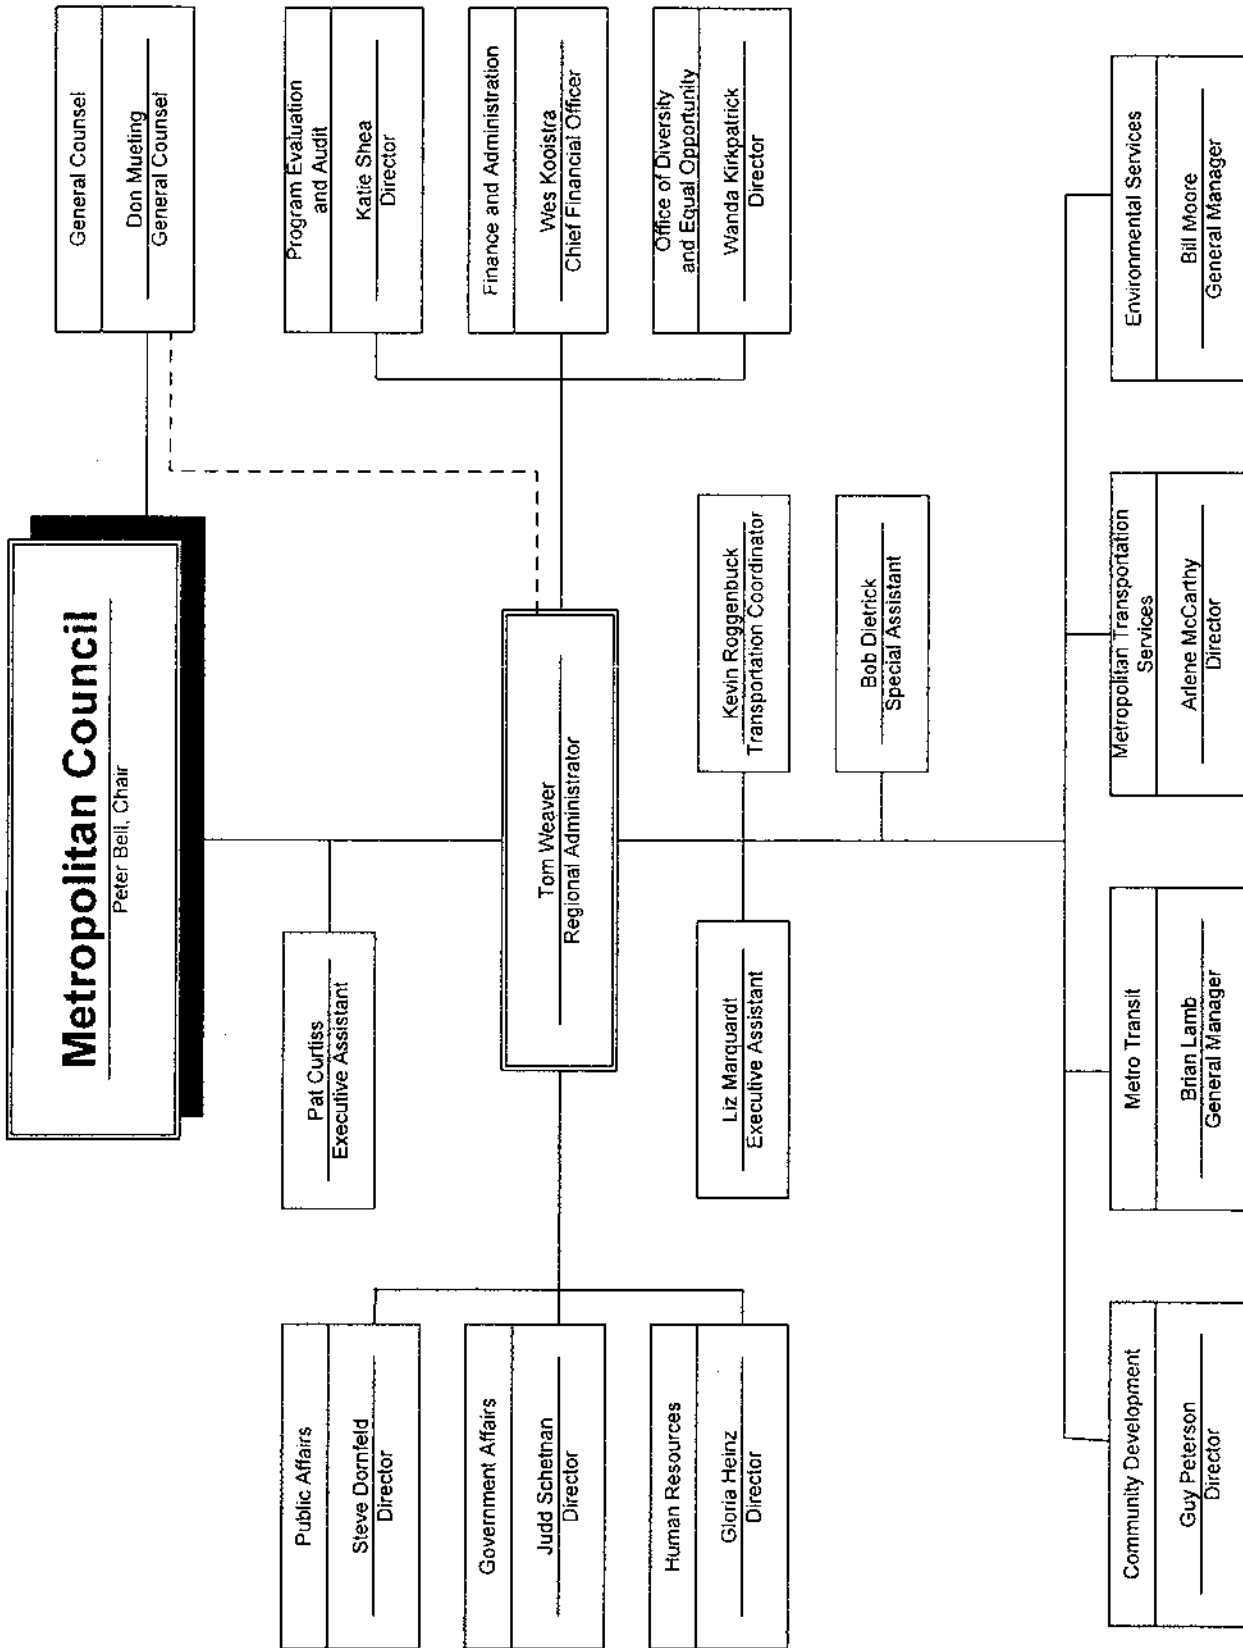 Metropolitan Council
Peter Bell, Chair
General Counsel
Don Mueting
General Counsel
Pat Curtiss
Executive Assistant
Public Affairs
Steve Dornfeld
Director
Program Evaluation
and Audit
Katie Shea
Director
Government Affairs
Judd Schetnan
Director
Tom Weaver
Regional Administrator
Finance and Administration
Wes Kooistra
Chief Financial Officer
Human Resources
Gloria Heinz
Director
Office of Diversity
and Equal Opportunity
Wanda Kirkpatrick
Director
Liz Marquardt
Executive Assistant
Kevin Roggenbuck
Transportation Coordinator
Bob Dietrick
Special Assistant
Community Development
Guy Peterson
Director
Metro Transit
Brian Lamb
General Manager
Metropolitan Transportation
Services
Arlene McCarthy
Director
Environmental Services
Bill Moore
General Manager